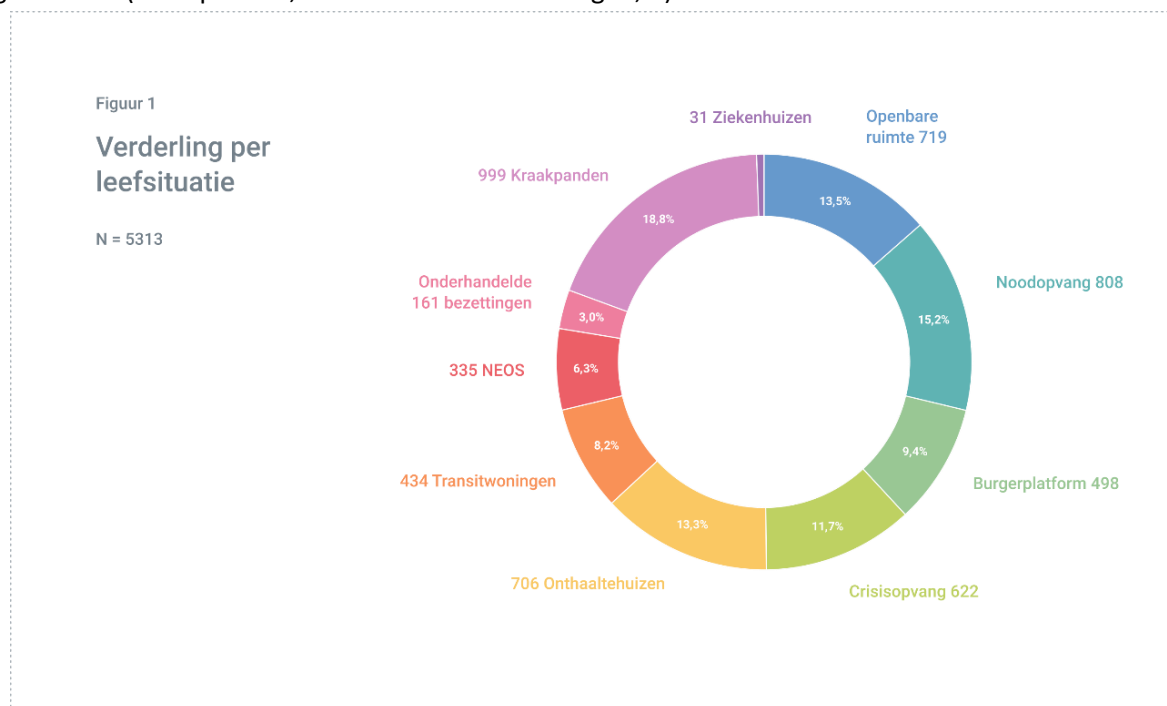 Figuur 1
Verderling per
leefsituatie
N = 5313
31 Ziekenhuizen
Openbare
ruimte 719
999 Kraakpanden
18,8%
13,5%
Onderhandelde
161 bezettingen
3,0%
Noodopvang 808
15,2%
335 NEOS
6,3%
8,2%
9,4%
434 Transitwoningen
Burgerplatform 498
13,3%
11,7%
706 Onthaaltehuizen
Crisisopvang 622